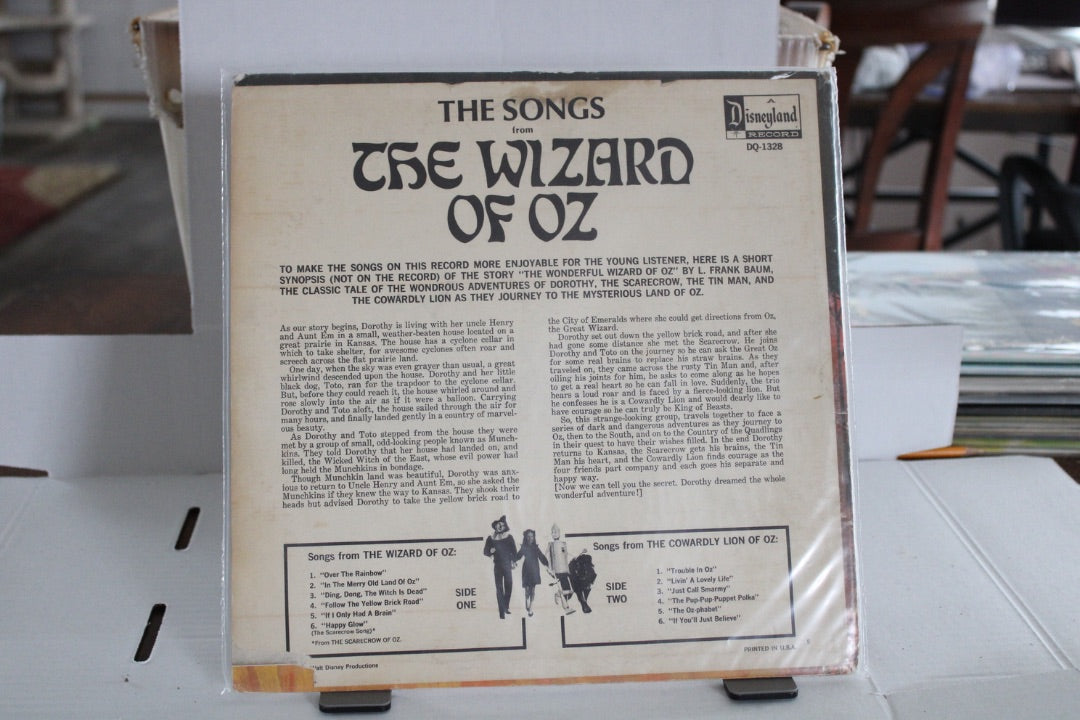 THE SONGS
from
THE WIZARD
OF OZ
Disneyland
RECORD
DQ-1328
TO MAKE THE SONGS ON THIS RECORD MORE ENJOYABLE FOR THE YOUNG LISTENER, HERE IS A SHORT
SYNOPSIS (NOT ON THE RECORD) OF THE STORY "THE WONDERFUL WIZARD OF OZ" BY L. FRANK BAUM,
THE CLASSIC TALE OF THE WONDROUS ADVENTURES OF DOROTHY, THE SCARECROW, THE TIN MAN, AND
THE COWARDLY LION AS THEY JOURNEY TO THE MYSTERIOUS LAND OF OZ.
As our story begins, Dorothy is living with her uncle Henry
and Aunt Em in a small, weather-beaten house located on a
great prairie in Kansas. The house has a cyclone cellar in
which to take shelter, for awesome cyclones often roar and
screech across the flat prairie land.
One day, when the sky was even grayer than usual, a great
whirlwind descended upon the house. Dorothy and her little
black dog, Toto, ran for the trapdoor to the cyclone cellar.
But, before they could reach it, the house whirled around and
rose slowly into the air as if it were a balloon. Carrying
Dorothy and Toto aloft, the house sailed through the air for
many hours, and finally landed gently in a country of marvel-
ous beauty.
As Dorothy and Toto stepped from the house they were
met by a group of small, odd-looking people known as Munch-
kins. They told Dorothy that her house had landed on, and
killed, the Wicked Witch of the East, whose evil power had
long held the Munchkins in bondage.
Though Munchkin land was beautiful, Dorothy was anx-
ious to return to Uncle Henry and Aunt Em, so she asked the
Munchkins if they knew the way to Kansas. They shook their
heads but advised Dorothy to take the yellow brick road to
the City of Emeralds where she could get directions from Oz,
the Great Wizard.
Dorothy set out down the yellow brick road, and after she
had gone some distance she met the Scarecrow. He joins
Dorothy and Toto on the journey so he can ask the Great Oz
for some real brains to replace his straw brains. As they
traveled on, they came across the rusty Tin Man and, after
oiling his joints for him, he asks to come along as he hopes
to get a real heart so he can fall in love. Suddenly, the trio
hears a loud roar and is faced by a fierce-looking lion. But
he confesses he is a Cowardly Lion and would dearly like to
have courage so he can truly be King of Beasts.
So, this strange-looking group, travels together to face a
series of dark and dangerous adventures as they journey to
Oz, then to the South, and on to the Country of the Quadlings
in their quest to have their wishes filled. In the end Dorothy
returns to Kansas, the Scarecrow gets his brains, the Tin
Man his heart, and the Cowardly Lion finds courage as the
four friends part company and each goes his separate and
happy way.
[Now we can tell you the secret. Dorothy dreamed the whole
wonderful adventure!]
Songs from THE WIZARD OF OZ:
1. "Over The Rainbow"
2. "In The Merry Old Land Of Oz"
3. "Ding, Dong, The Witch Is Dead"
4. "Follow The Yellow Brick Road"
5. "If I Only Had A Brain"
6. "Happy Glow"
(The Scarecrow Song)*
*From THE SCARECROW OF OZ.
SIDE
ONE
Songs from THE COWARDLY LION OF OZ:
SIDE
TWO
1. "Trouble In Oz"
2. "Livin' A Lovely Life"
3. "Just Call Smarmy"
4. "The Pup-Pup-Puppet Polka"
5. "The Oz-phabet"
6. "If You'll Just Believe"
Walt Disney Productions
PRINTED IN U.S.A.